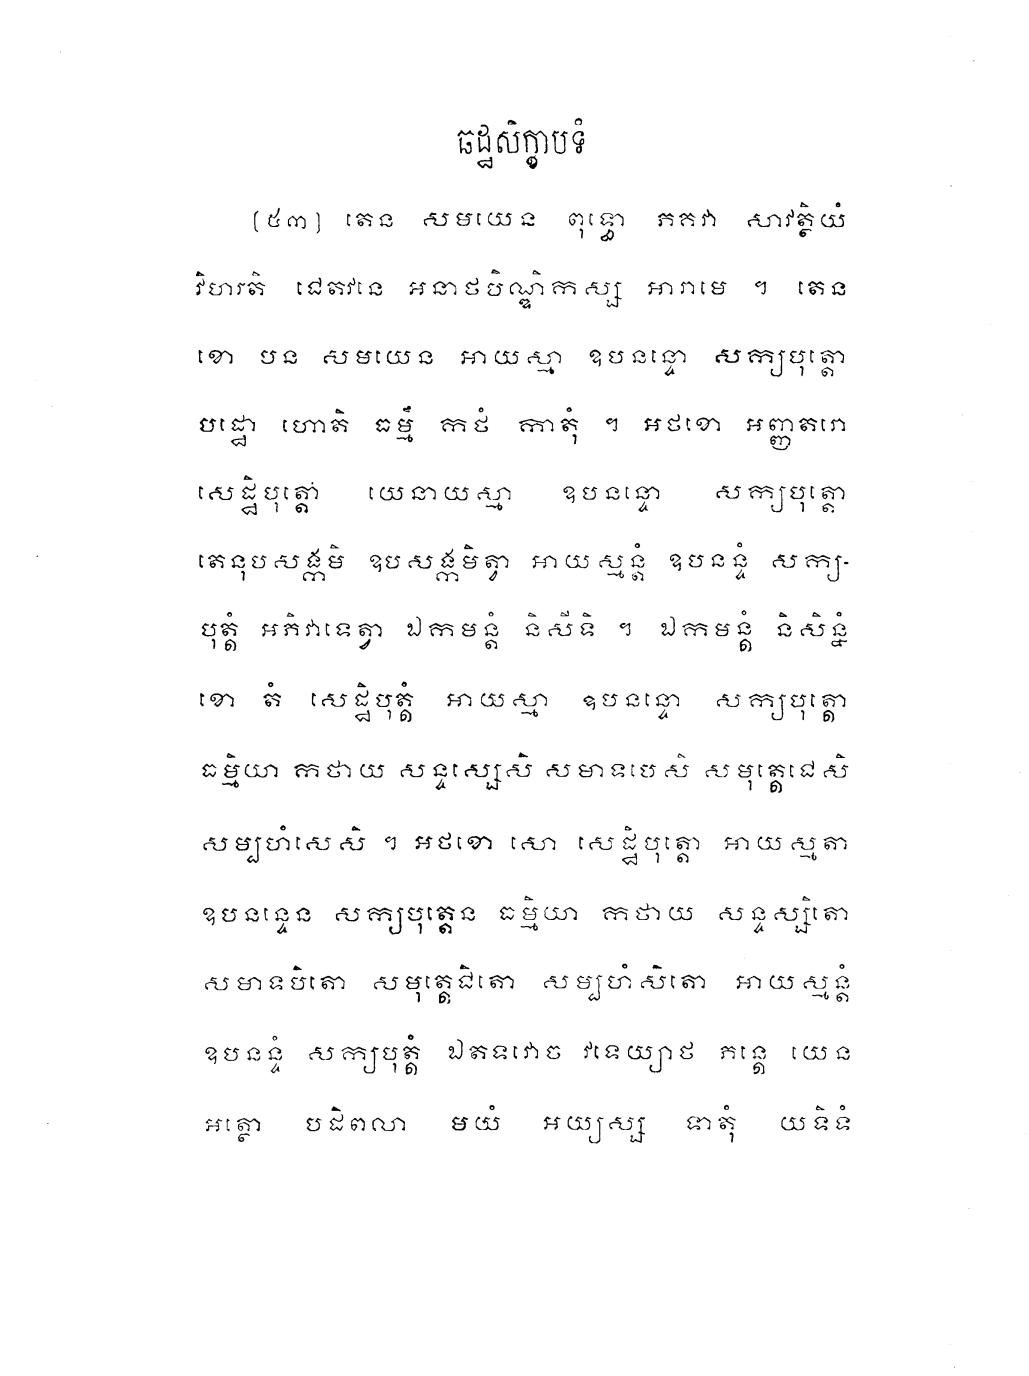 ឆដ្ឋសិក្ខាបទំ
(៥៣) តេន សមយេន ពុទ្ធោ ភគវា សាវត្ថិយំ
វិហរតិ ជេតវនេ អនាថបិណ្ឌិកស្ស អារាមេ ។ តេន
ខោ បន សមយេន អាយស្មា ឧបនន្ទោ សក្យបុត្តោ
បដ្ឋោ ហោតិ ធម្មឹ កថំ កាតុំ ។ អថខោ អញ្ញតរោ
សេដ្ឋិបុត្តោ យេនាយស្មា ឧបនន្ទោ សក្យបុត្តោ
តេនុបសង្កមិ ឧបសង្កមិត្វា អាយស្មន្តំ ឧបនន្ទំ សក្យ-
បុត្តំ អភិវាទេត្វា ឯកមន្តំ និសីទិ ។ ឯកមន្តំ និសិន្នំ
ខោ តំ សេដ្ឋិបុត្តំ អាយស្មា ឧបនន្ទោ សក្យបុត្តោ
ធម្មិយា កថាយ សន្ទស្សេសិ សមាទបេសិ សមុត្តេជេសិ
សម្បហំសេសិ ។ អថខោ សោ សេដ្ឋិបុត្តោ អាយស្មតា
ឧបនន្ទេន សក្យបុត្តេន ធម្មិយា កថាយ សន្ទស្សិតោ
សមាទបិតោ សមុត្តេជិតោ សម្បហំសិតោ អាយស្មន្តំ
ឧបនន្ទំ សក្យបុត្តំ ឯតទវោច វទេយ្យាថ ភន្តេ យេន
អត្ថោ បដិពលា មយំ អយ្យស្ស ទាតុំ យទិទំ